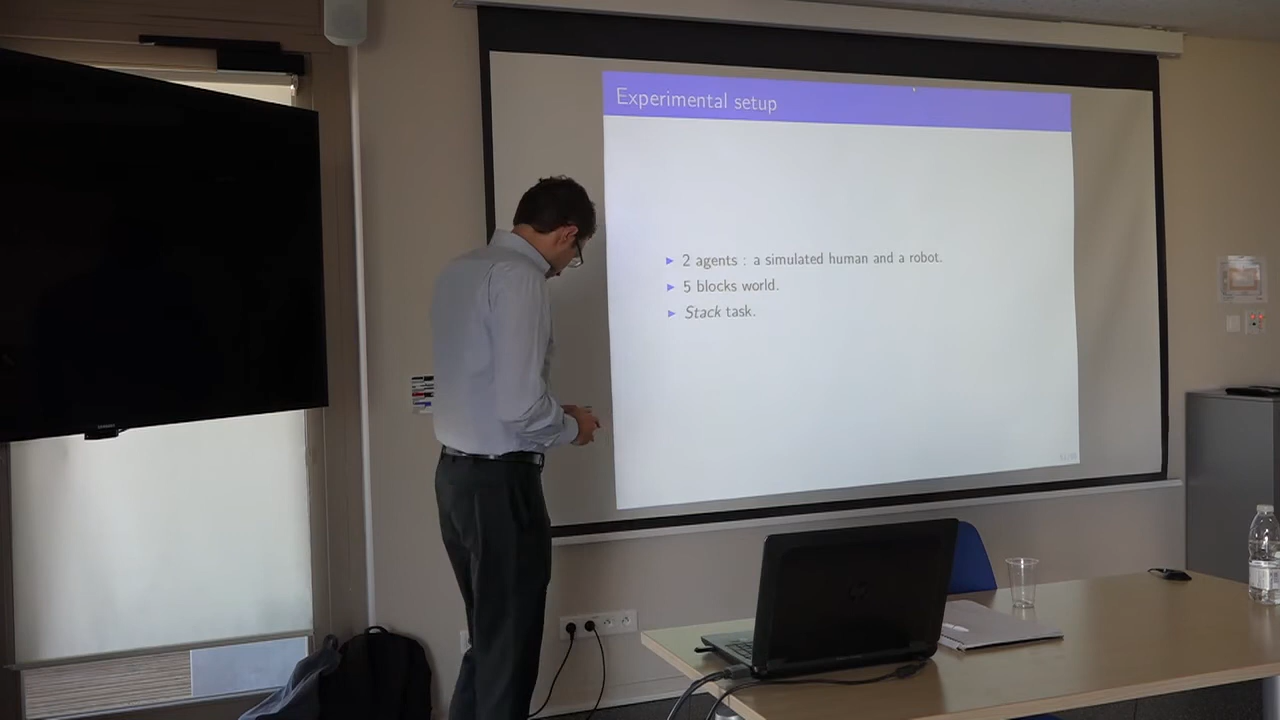 Experimental setup
▶ 2 agents : a simulated human and a robot.
▶ 5 blocks world.
▶ Stack task.